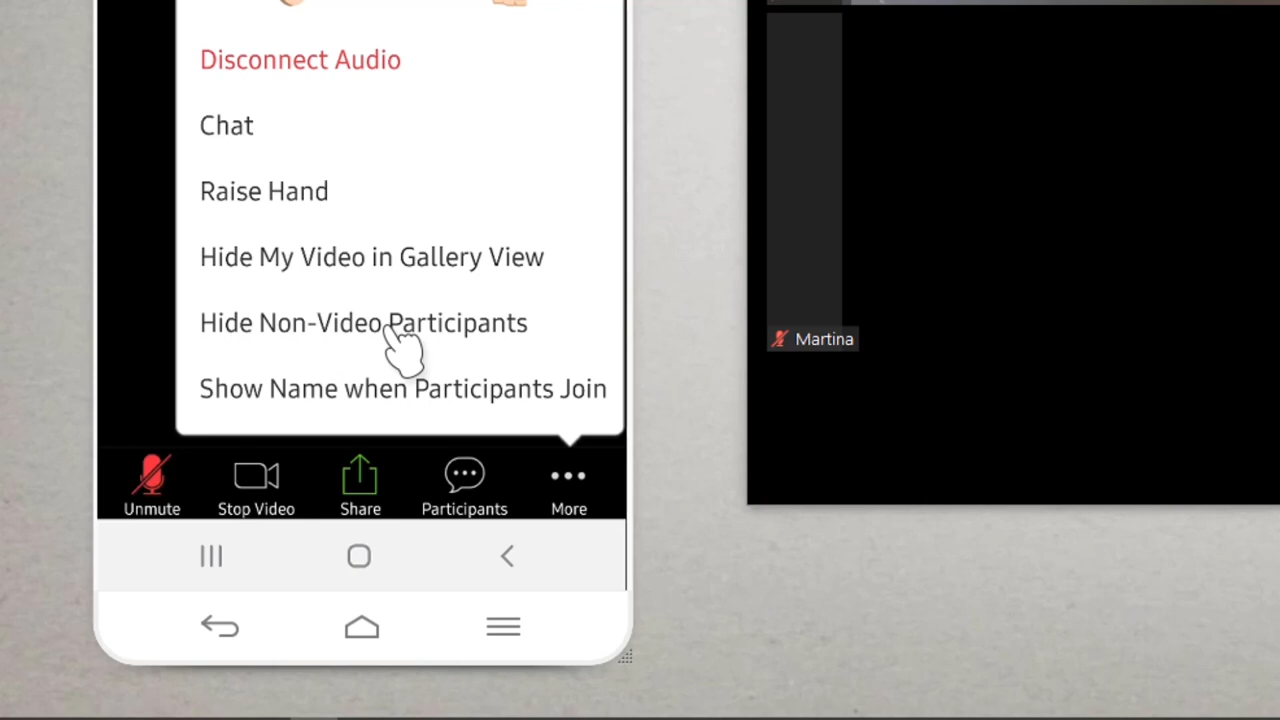 Disconnect Audio
Chat
Raise Hand
Hide My Video in Gallery View
Hide Non-Video Participants
Show Name when Participants Join
Unmute
Stop Video
Share
Participants
More
Martina